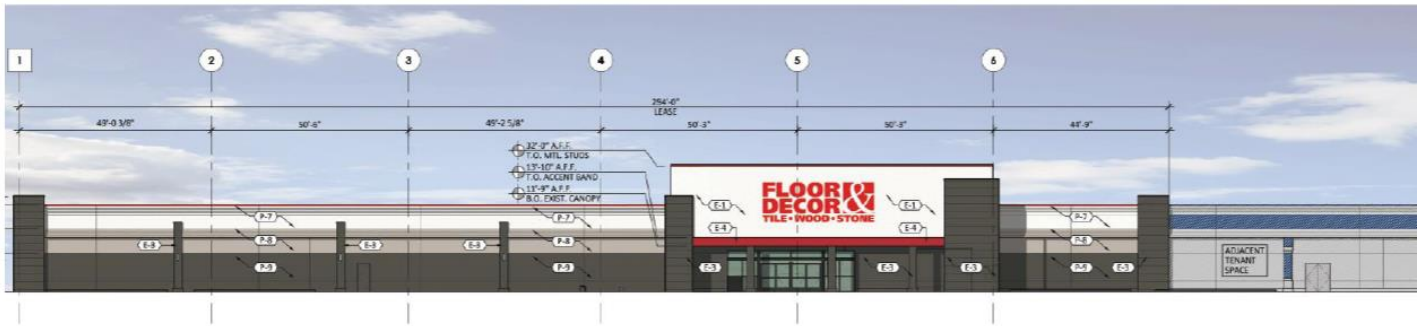 1 2 3 4 5 6
294'-0"
LEASE
49'-0 3/8" 50'-6" 49'-2 5/8" 50'-3" 50'-3" 44'-9"
32'-0" A.F.F.
T.O. MTL. STUDS
13'-10" A.F.F.
T.O. ACCENT BAND
11'-9" A.F.F.
B.O. EXIST. CANOPY
FLOOR &
DECOR
TILE • WOOD • STONE
E-1 E-1
P-7 P-7 P-7
E-4 E-4
E-3 E-3 E-3 P-8 P-8 P-8
P-9 P-9 E-3 E-3 E-3 P-9 E-3
ADJACENT
TENANT
SPACE